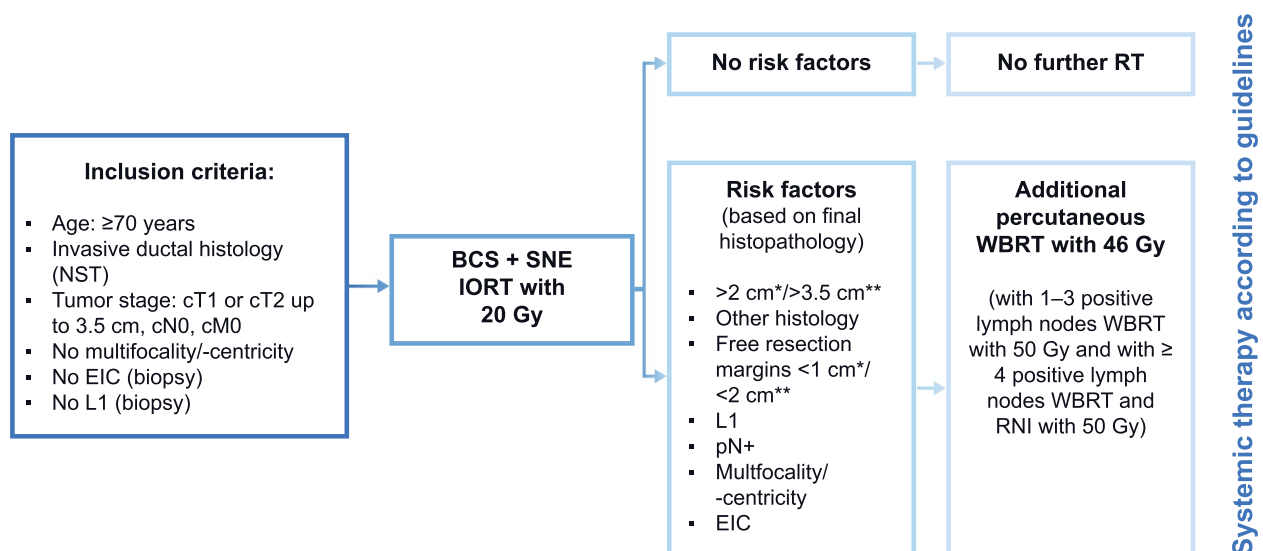 Inclusion criteria:
▪ Age: ≥70 years
▪ Invasive ductal histology
(NST)
▪ Tumor stage: cT1 or cT2 up
to 3.5 cm, cN0, cM0
▪ No multifocality/-centricity
▪ No EIC (biopsy)
▪ No L1 (biopsy)
BCS + SNE
IORT with
20 Gy
No risk factors
No further RT
Risk factors
(based on final
histopathology)
▪ >2 cm*/>3.5 cm**
▪ Other histology
▪ Free resection
margins <1 cm*/
<2 cm**
▪ L1
▪ pN+
▪ Multfocality/
-centricity
▪ EIC
Additional
percutaneous
WBRT with 46 Gy
(with 1–3 positive
lymph nodes WBRT
with 50 Gy and with ≥
4 positive lymph
nodes WBRT and
RNI with 50 Gy)
Systemic therapy according to guidelines